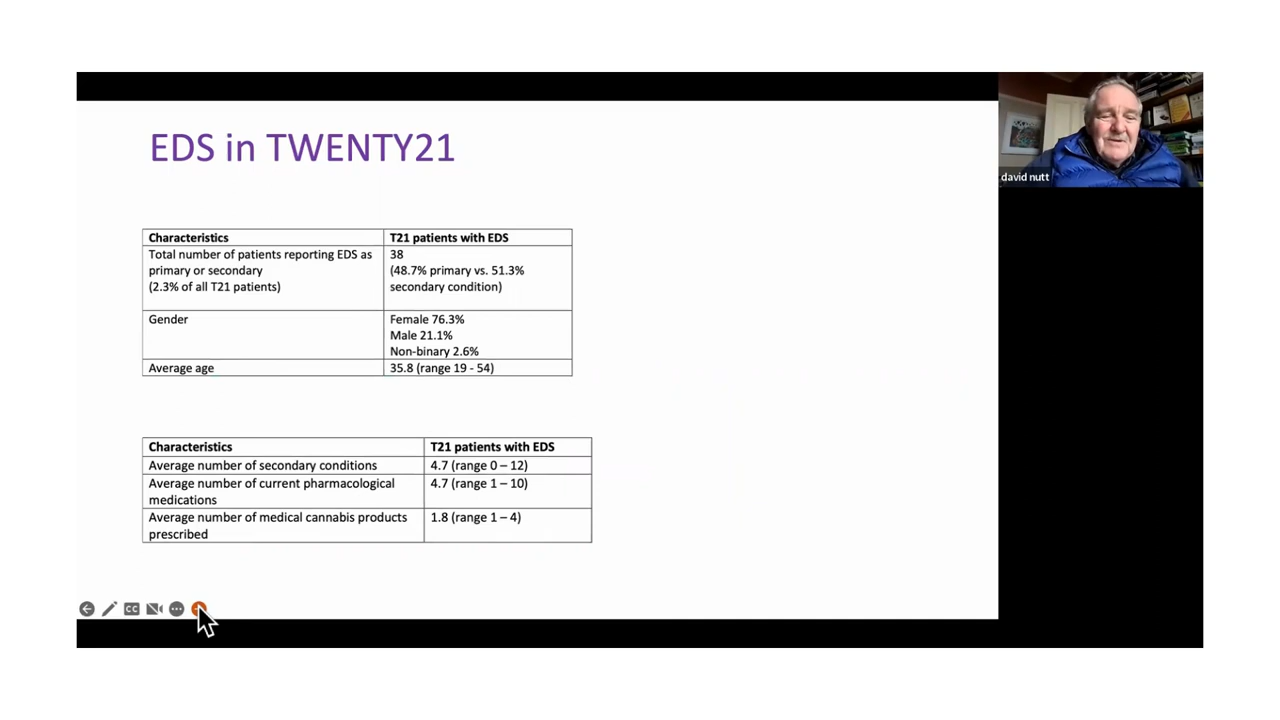 EDS in TWENTY21
david nutt
Characteristics
T21 patients with EDS
Total number of patients reporting EDS as
primary or secondary
(2.3% of all T21 patients)
38
(48.7% primary vs. 51.3%
secondary condition)
Gender
Female 76.3%
Male 21.1%
Non-binary 2.6%
Average age
35.8 (range 19 - 54)
Characteristics
T21 patients with EDS
Average number of secondary conditions
4.7 (range 0 – 12)
Average number of current pharmacological
medications
4.7 (range 1 – 10)
Average number of medical cannabis products
prescribed
1.8 (range 1 – 4)
CC